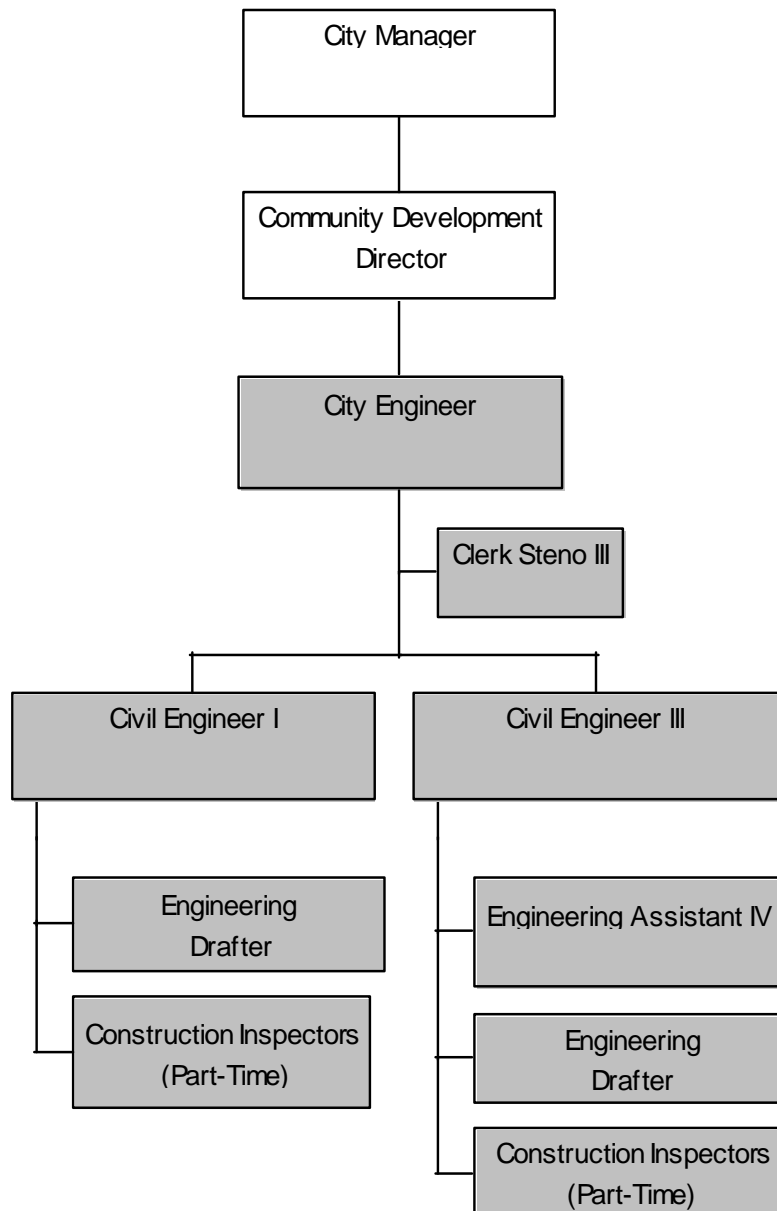 City Manager
Community Development
Director
City Engineer
Clerk Steno III
Civil Engineer I
Civil Engineer III
Engineering
Drafter
Construction Inspectors
(Part-Time)
Engineering Assistant IV
Engineering
Drafter
Construction Inspectors
(Part-Time)